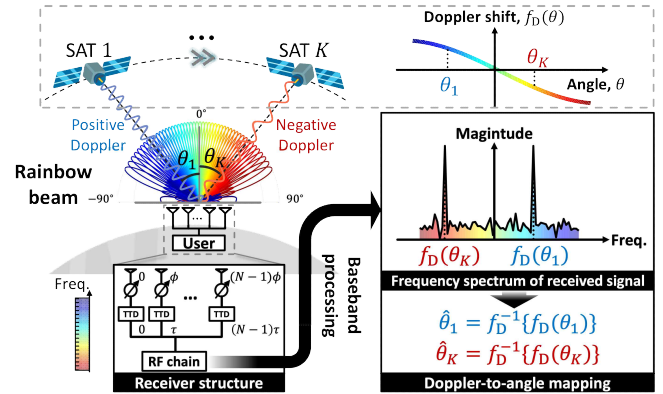 SAT 1
...
SAT K
Doppler shift, f_D(θ)
θ_1
θ_K
Angle, θ
Positive
Doppler
0°
Negative
Doppler
θ_1
θ_K
Rainbow
beam
−90°
90°
...
User
Magintude
Freq.
f_D(θ_K)
f_D(θ_1)
Frequency spectrum of received signal
θ̂_1 = f_D^{-1}{f_D(θ_1)}
θ̂_K = f_D^{-1}{f_D(θ_K)}
Doppler-to-angle mapping
Baseband
processing
Freq.
0
ϕ
(N − 1)ϕ
...
TTD
TTD
TTD
0
τ
(N − 1)τ
RF chain
Receiver structure